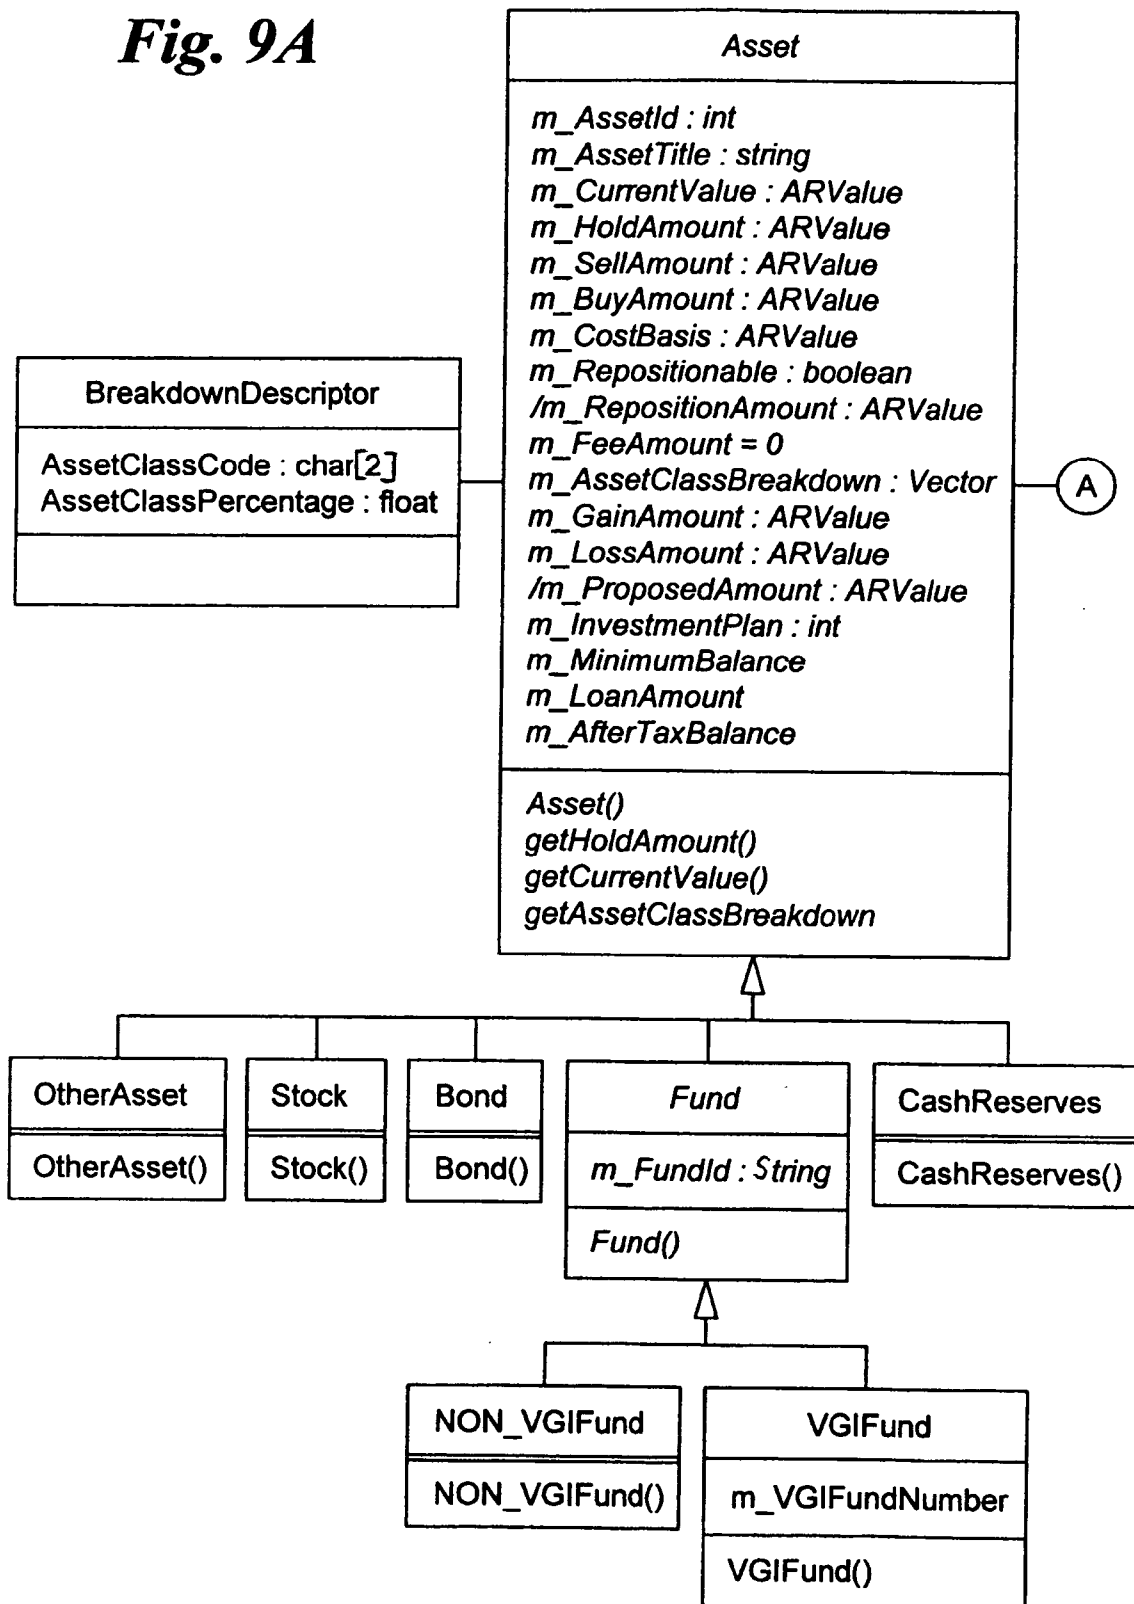 Fig. 9A
Asset
m_AssetId : int
m_AssetTitle : string
m_CurrentValue : ARValue
m_HoldAmount : ARValue
m_SellAmount : ARValue
m_BuyAmount : ARValue
m_CostBasis : ARValue
m_Repositionable : boolean
/m_RepositionAmount : ARValue
m_FeeAmount = 0
m_AssetClassBreakdown : Vector
m_GainAmount : ARValue
m_LossAmount : ARValue
/m_ProposedAmount : ARValue
m_InvestmentPlan : int
m_MinimumBalance
m_LoanAmount
m_AfterTaxBalance
Asset()
getHoldAmount()
getCurrentValue()
getAssetClassBreakdown
BreakdownDescriptor
AssetClassCode : char[2]
AssetClassPercentage : float
A
OtherAsset
OtherAsset()
Stock
Stock()
Bond
Bond()
Fund
m_FundId : String
Fund()
CashReserves
CashReserves()
NON_VGIFund
NON_VGIFund()
VGIFund
m_VGIFundNumber
VGIFund()